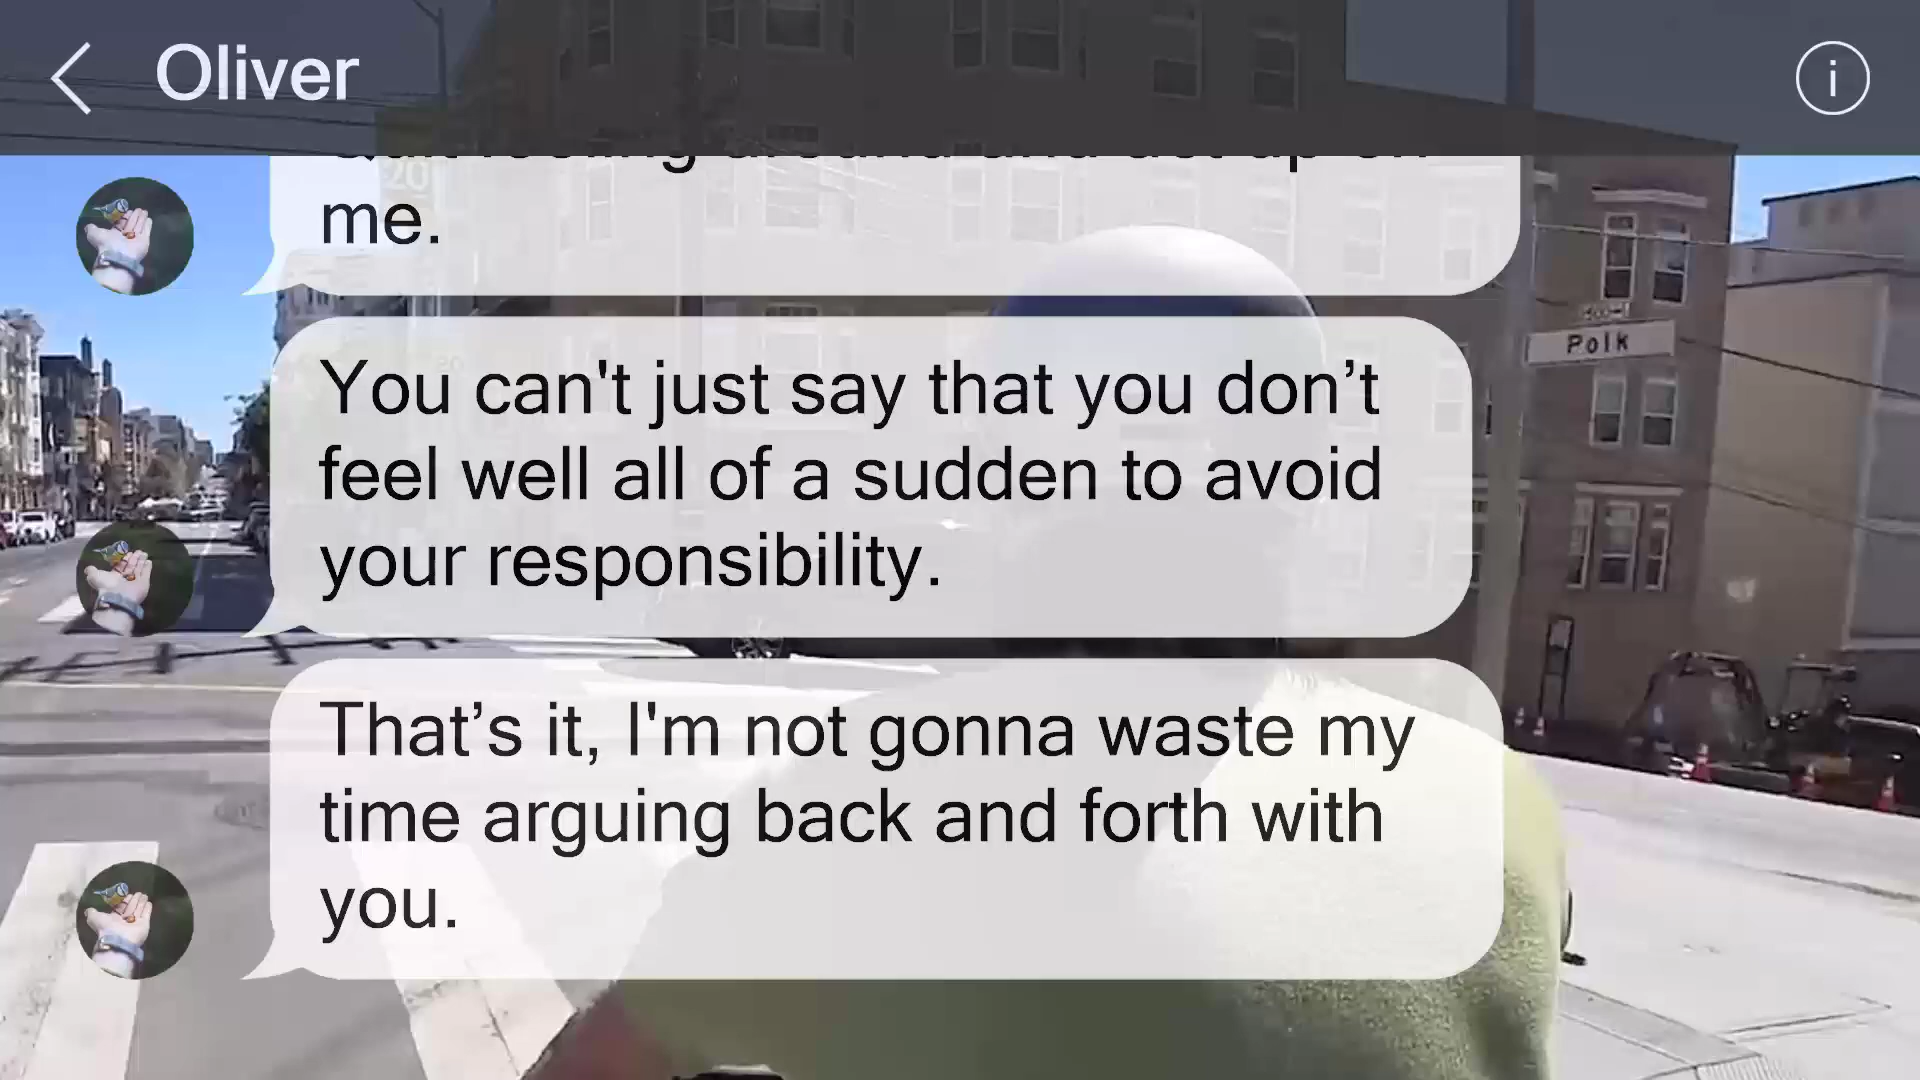 Oliver
i
20
me.
You can't just say that you don’t
feel well all of a sudden to avoid
your responsibility.
That’s it, I'm not gonna waste my
time arguing back and forth with
you.
Polk